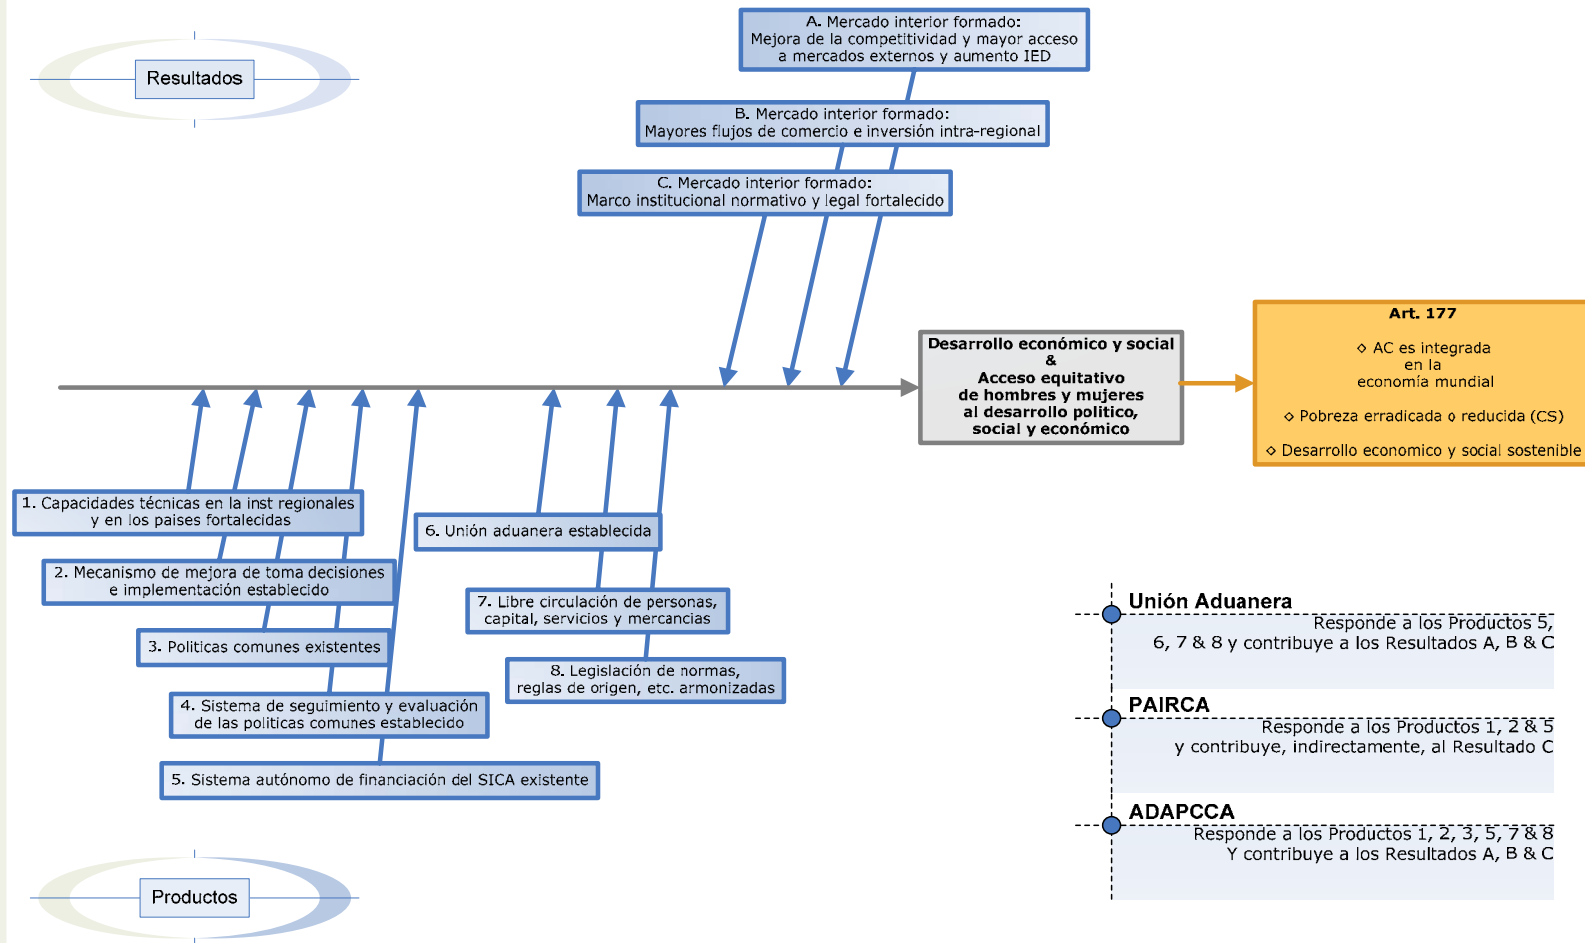 Resultados
A. Mercado interior formado:
Mejora de la competitividad y mayor acceso
a mercados externos y aumento IED
B. Mercado interior formado:
Mayores flujos de comercio e inversión intra-regional
C. Mercado interior formado:
Marco institucional normativo y legal fortalecido
Desarrollo económico y social
&
Acceso equitativo
de hombres y mujeres
al desarrollo politico,
social y económico
Art. 177
◇ AC es integrada
en la
economía mundial
◇ Pobreza erradicada o reducida (CS)
◇ Desarrollo economico y social sostenible
1. Capacidades técnicas en la inst regionales
y en los paises fortalecidas
2. Mecanismo de mejora de toma decisiones
e implementación establecido
3. Politicas comunes existentes
4. Sistema de seguimiento y evaluación
de las politicas comunes establecido
5. Sistema autónomo de financiación del SICA existente
6. Unión aduanera establecida
7. Libre circulación de personas,
capital, servicios y mercancias
8. Legislación de normas,
reglas de origen, etc. armonizadas
Unión Aduanera
Responde a los Productos 5,
6, 7 & 8 y contribuye a los Resultados A, B & C
PAIRCA
Responde a los Productos 1, 2 & 5
y contribuye, indirectamente, al Resultado C
ADAPCCA
Responde a los Productos 1, 2, 3, 5, 7 & 8
Y contribuye a los Resultados A, B & C
Productos